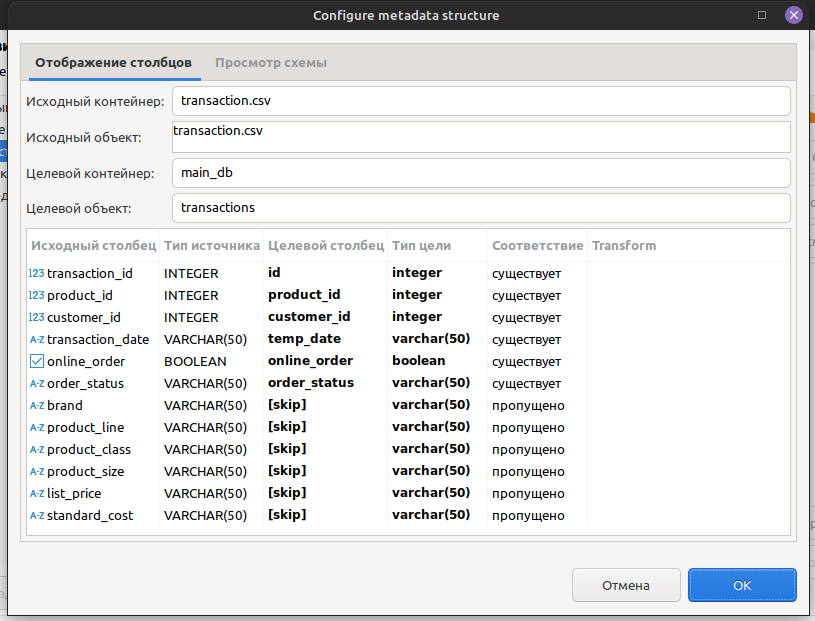 Configure metadata structure
Отображение столбцов Просмотр схемы
Исходный контейнер: transaction.csv
Исходный объект: transaction.csv
Целевой контейнер: main_db
Целевой объект: transactions
Исходный столбец Тип источника Целевой столбец Тип цели Соответствие Transform
123 transaction_id INTEGER id integer существует
123 product_id INTEGER product_id integer существует
123 customer_id INTEGER customer_id integer существует
A-Z transaction_date VARCHAR(50) temp_date varchar(50) существует
online_order BOOLEAN online_order boolean существует
A-Z order_status VARCHAR(50) order_status varchar(50) существует
A-Z brand VARCHAR(50) [skip] varchar(50) пропущено
A-Z product_line VARCHAR(50) [skip] varchar(50) пропущено
A-Z product_class VARCHAR(50) [skip] varchar(50) пропущено
A-Z product_size VARCHAR(50) [skip] varchar(50) пропущено
A-Z list_price VARCHAR(50) [skip] varchar(50) пропущено
A-Z standard_cost VARCHAR(50) [skip] varchar(50) пропущено
Отмена OK